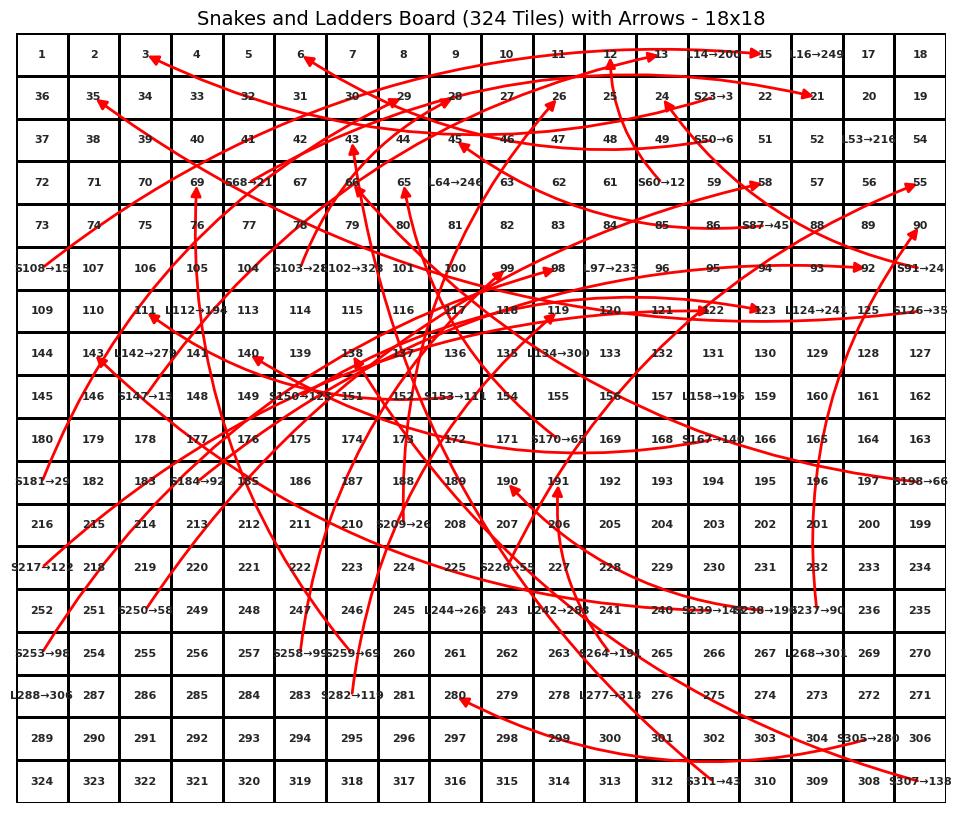 Snakes and Ladders Board (324 Tiles) with Arrows - 18x18
1 2 3 4 5 6 7 8 9 10 11 12 13 L14→200 15 L16→249 17 18
36 35 34 33 32 31 30 29 28 27 26 25 24 S23→3 22 21 20 19
37 38 39 40 41 42 43 44 45 46 47 48 49 S50→6 51 52 L53→216 54
72 71 70 69 S68→21 67 66 65 L64→246 63 62 61 S60→12 59 58 57 56 55
73 74 75 76 77 78 79 80 81 82 83 84 85 86 S87→45 88 89 90
S108→15 107 106 105 104 S103→28 L102→323 101 100 99 98 L97→233 96 95 94 93 92 S91→24
109 110 111 L112→194 113 114 115 116 117 118 119 120 121 122 123 L124→241 125 S126→35
144 143 L142→279 141 140 139 138 137 136 135 L134→300 133 132 131 130 129 128 127
145 146 S147→13 148 149 S150→123 151 152 S153→111 154 155 156 157 159 160 161 162
180 179 178 177 176 175 174 173 172 171 S170→65 169 168 S167→140 166 165 164 163
S181→29 182 183 S184→92 185 186 187 188 189 190 191 192 193 194 195 196 197 S198→66
216 215 214 213 212 211 210 S209→26 208 207 206 205 204 203 202 201 200 199
S217→122 218 219 220 221 222 223 224 225 S226→55 227 228 229 230 231 232 233 234
252 251 S250→58 249 248 247 246 245 243 241 240 S239→143 S238→190 S237→90 236 235
S253→98 254 255 256 257 S258→99 S259→69 260 261 262 263 S264→191 265 266 267 L268→301 269 270
L288→306 287 286 285 284 283 S282→119 281 280 279 278 L277→318 276 275 274 273 272 271
289 290 291 292 293 294 295 296 297 298 299 300 301 302 303 304 S305→280 306
324 323 322 321 320 319 318 317 316 315 314 313 312 S311→43 310 309 308 S307→138